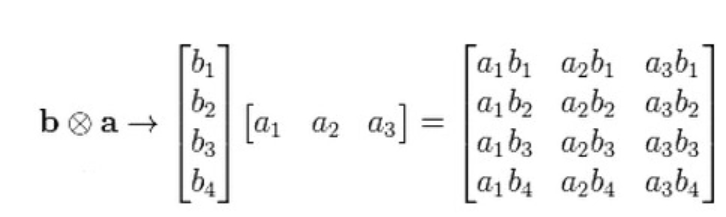 b ⊗ a → [b₁ b₂ b₃ b₄] [a₁ a₂ a₃] = [a₁b₁ a₂b₁ a₃b₁
a₁b₂ a₂b₂ a₃b₂
a₁b₃ a₂b₃ a₃b₃
a₁b₄ a₂b₄ a₃b₄]